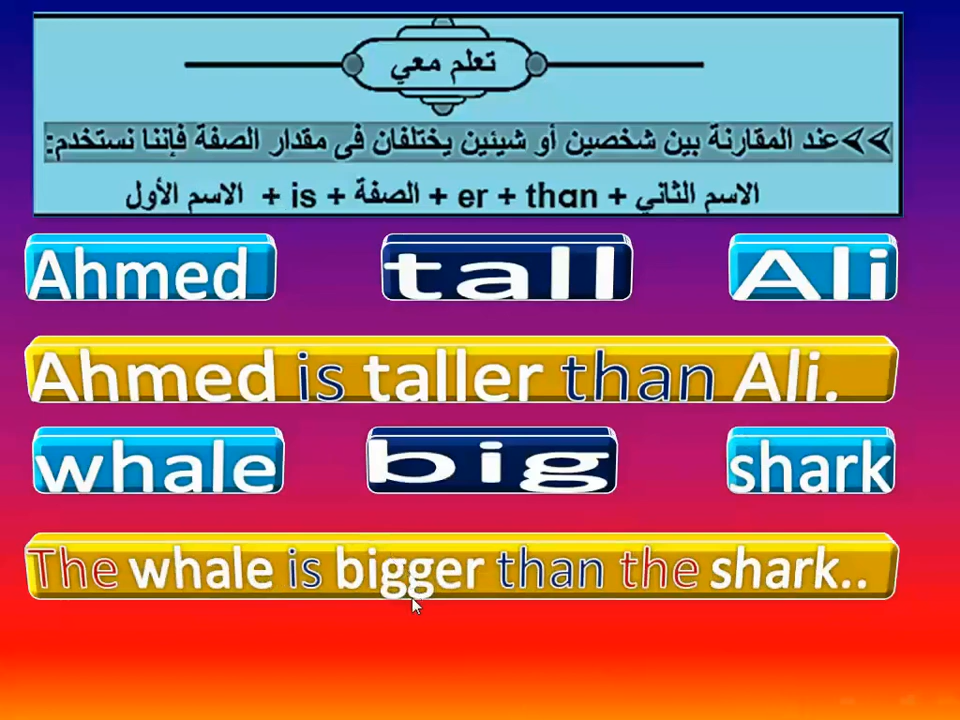 تعلم معي
>>عند المقارنة بين شخصين أو شيئين يختلفان فى مقدار الصفة فإننا نستخدم:
الاسم الأول + is + الصفة + er + than + الاسم الثاني
Ahmed tall Ali
Ahmed is taller than Ali.
whale big shark
The whale is bigger than the shark..